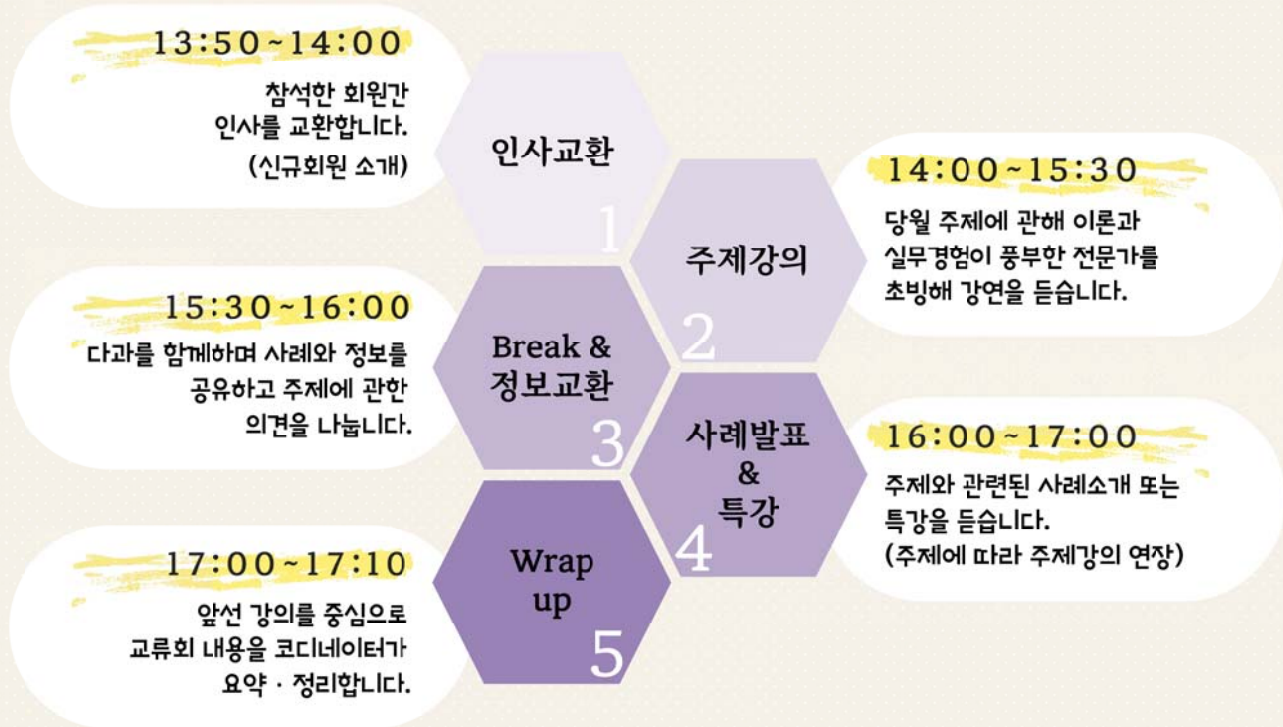 13:50~14:00
참석한 회원간
인사를 교환합니다.
(신규회원 소개)
인사교환
1
14:00~15:30
당월 주제에 관해 이론과
실무경험이 풍부한 전문가를
초빙해 강연을 듣습니다.
주제강의
2
15:30~16:00
다과를 함께하며 사례와 정보를
공유하고 주제에 관한
의견을 나눕니다.
Break &
정보교환
3
16:00~17:00
주제와 관련된 사례소개 또는
특강을 듣습니다.
(주제에 따라 주제강의 연장)
사례발표
&
특강
4
17:00~17:10
앞선 강의를 중심으로
교류회 내용을 코디네이터가
요약 · 정리합니다.
Wrap
up
5